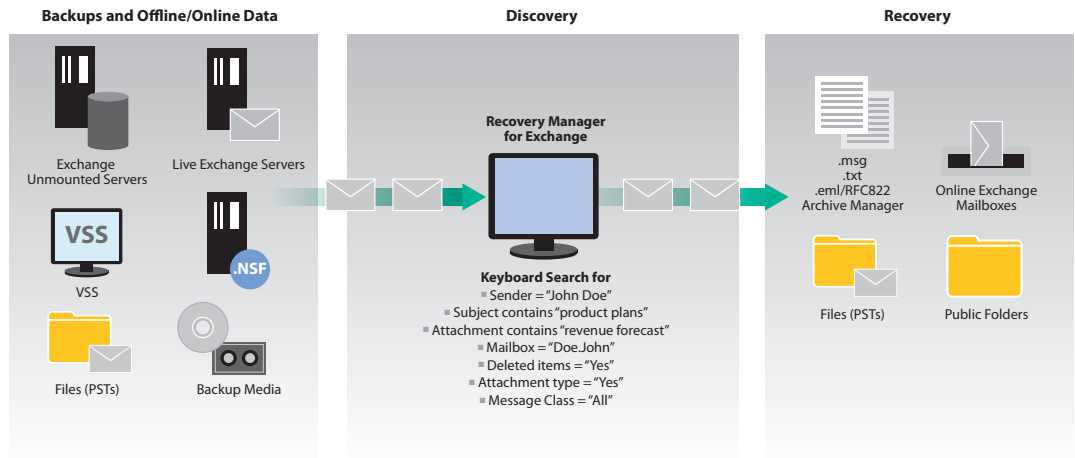 Backups and Offline/Online Data
Exchange
Unmounted Servers
Live Exchange Servers
VSS
VSS
.NSF
Files (PSTs)
Backup Media
Discovery
Recovery Manager
for Exchange
Keyboard Search for
Sender = “John Doe”
Subject contains “product plans”
Attachment contains “revenue forecast”
Mailbox = “Doe.John”
Deleted items = “Yes”
Attachment type = “Yes”
Message Class = “All”
Recovery
.msg
.txt
.eml/RFC822
Archive Manager
Online Exchange
Mailboxes
Files (PSTs)
Public Folders